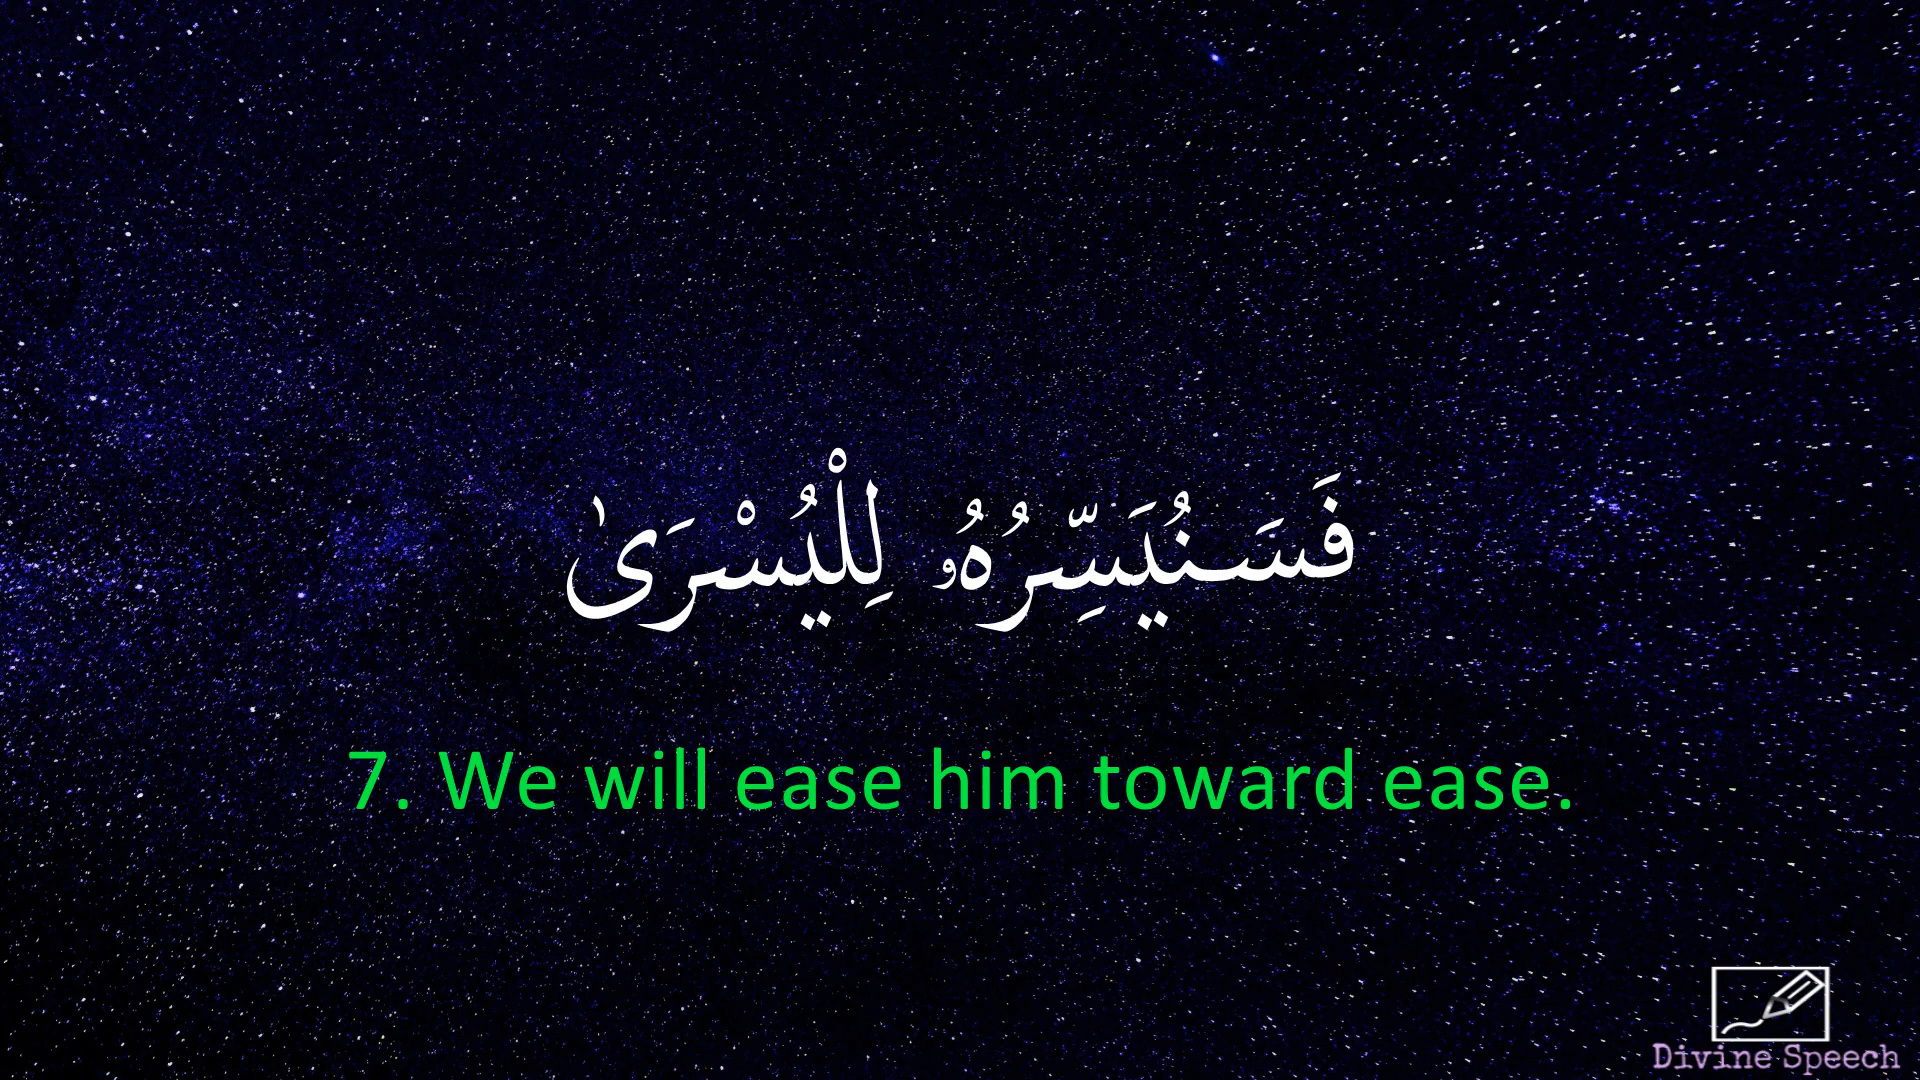 فَسَنُيَسِّرُهُۥ لِلْيُسْرَىٰ
7. We will ease him toward ease.
Divine Speech